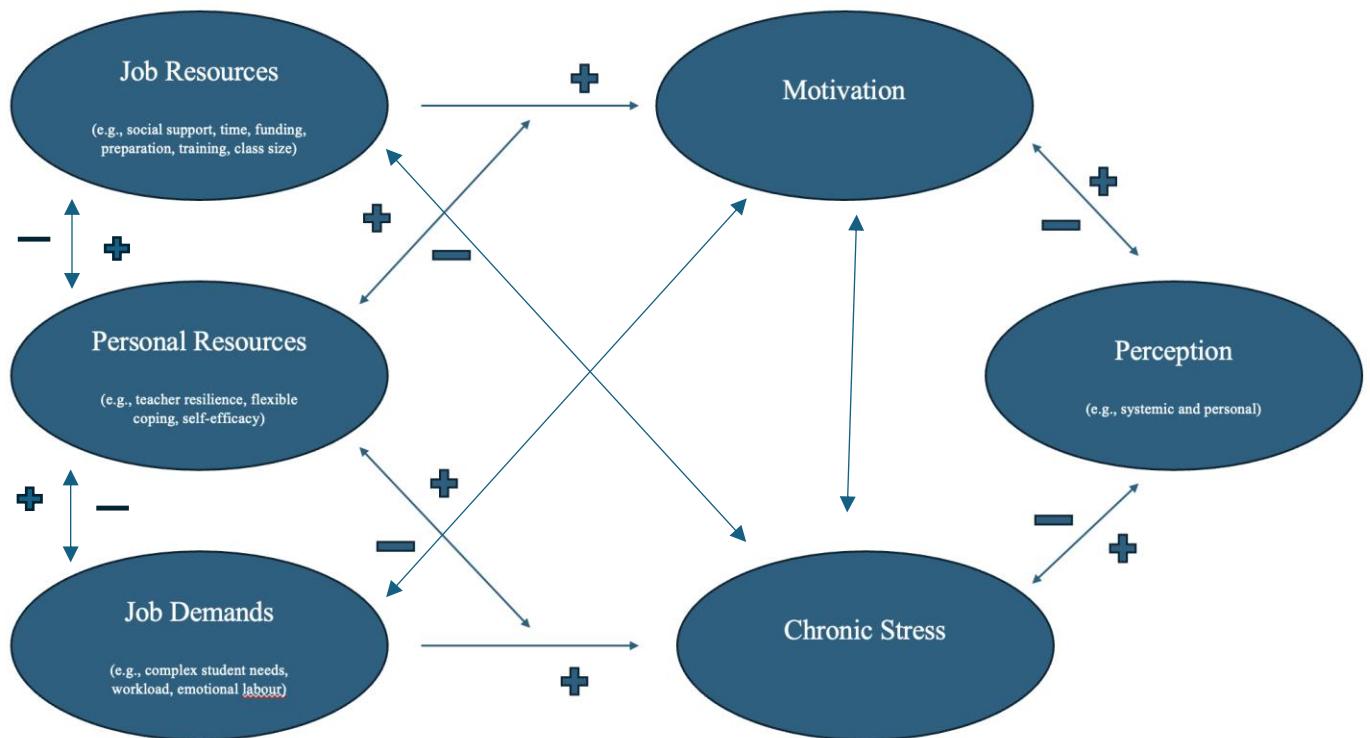 Job Resources
(e.g., social support, time, funding,
preparation, training, class size)
Motivation
Personal Resources
(e.g., teacher resilience, flexible
coping, self-efficacy)
Perception
(e.g., systemic and personal)
Job Demands
(e.g., complex student needs,
workload, emotional labour)
Chronic Stress